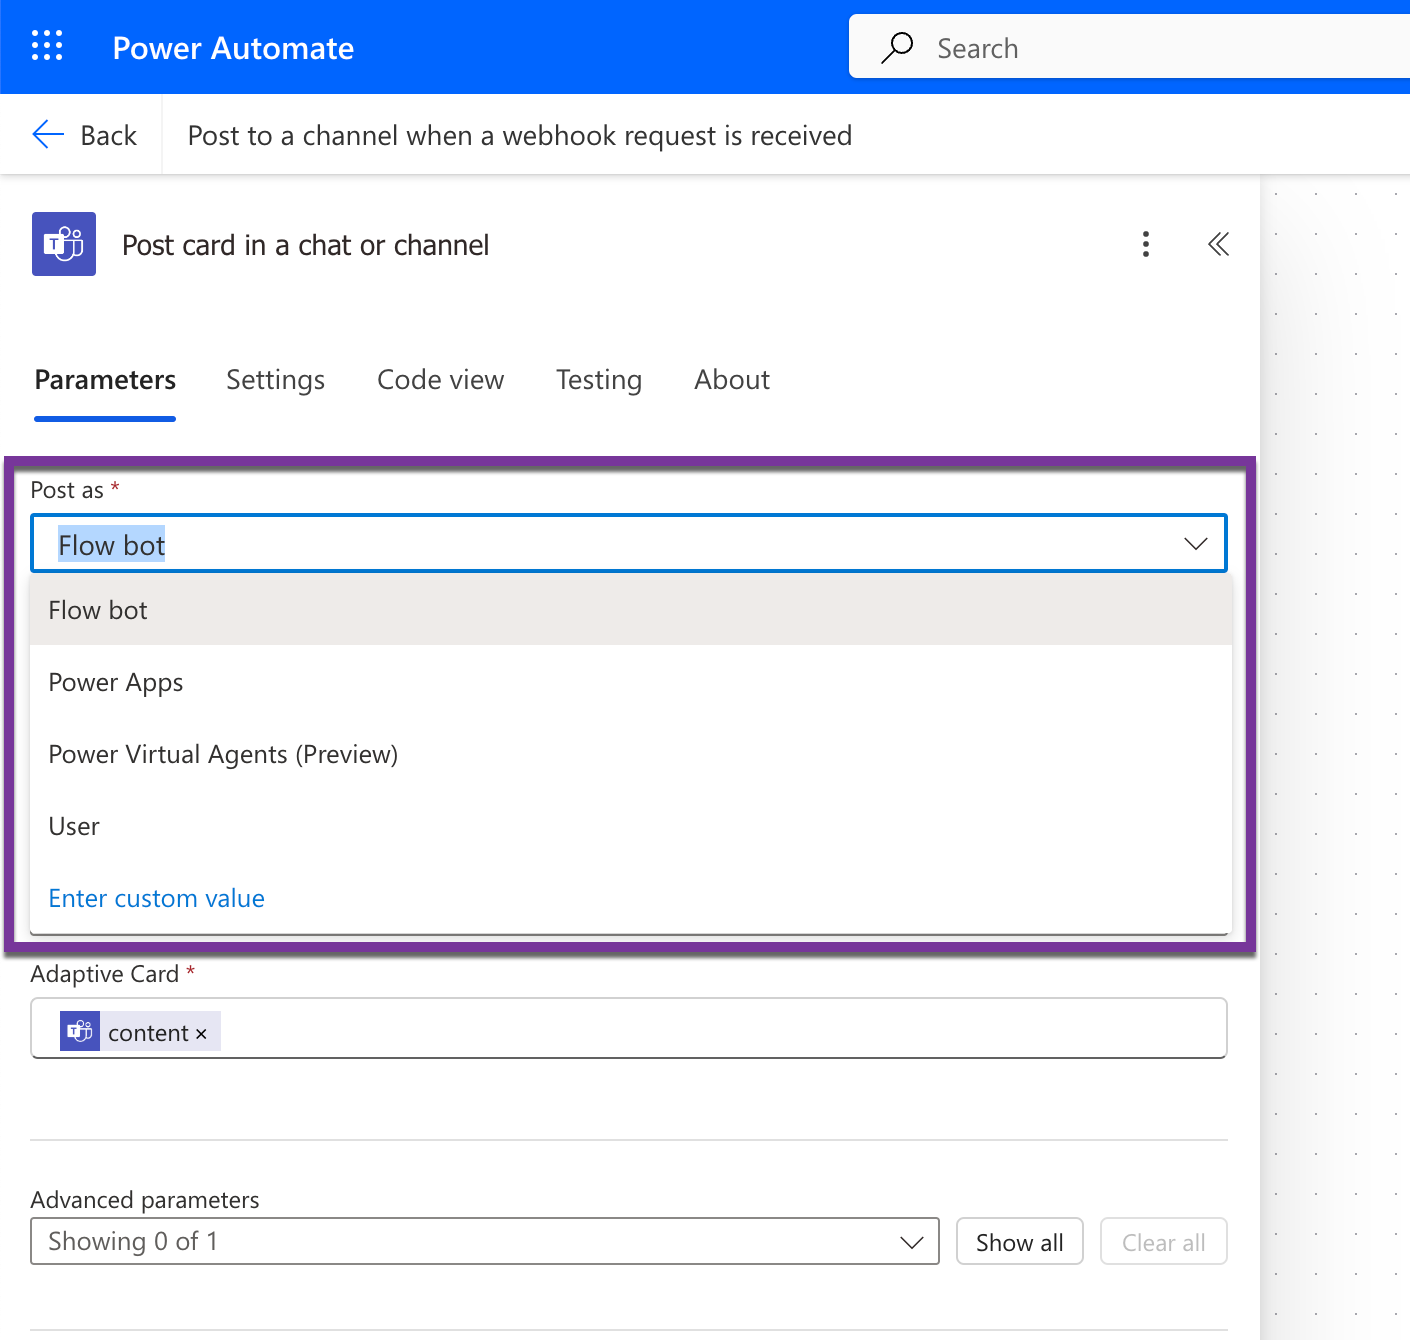 Power Automate
Search
Back
Post to a channel when a webhook request is received
T
Post card in a chat or channel
Parameters
Settings
Code view
Testing
About
Post as *
Flow bot
Flow bot
Power Apps
Power Virtual Agents (Preview)
User
Enter custom value
Adaptive Card *
T content ×
Advanced parameters
Showing 0 of 1
Show all
Clear all